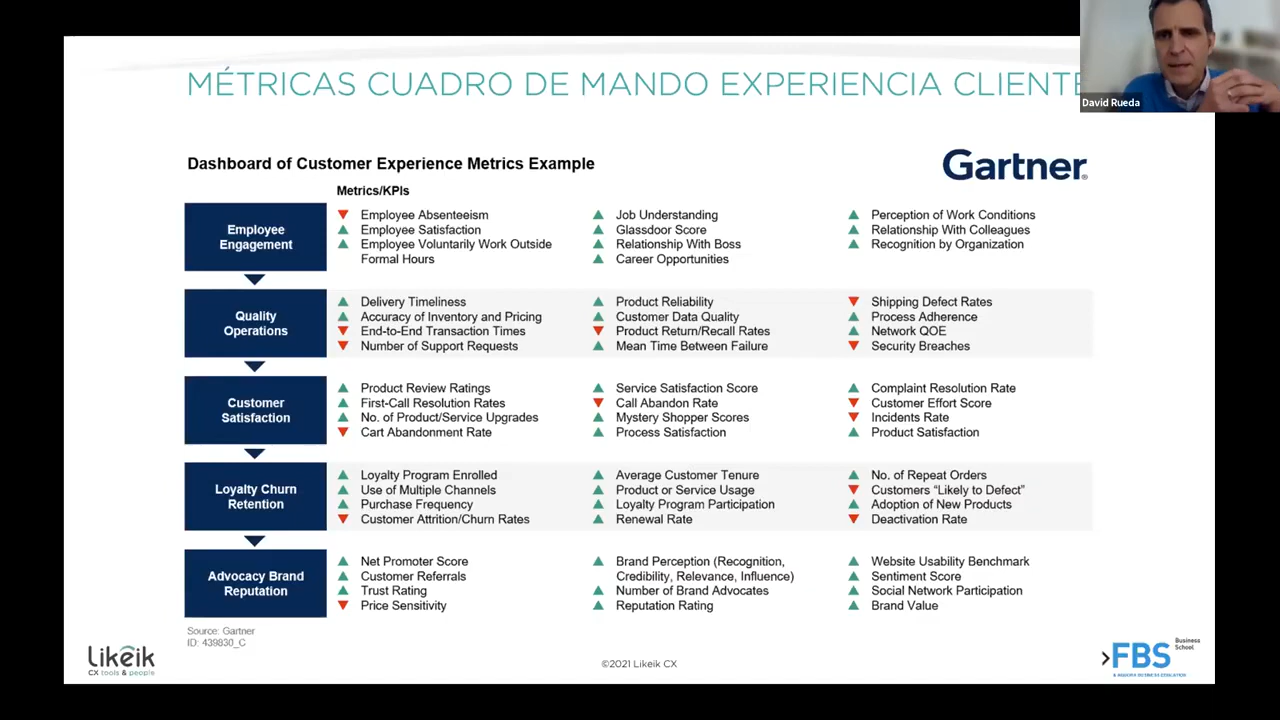 MÉTRICAS CUADRO DE MANDO EXPERIENCIA CLIENTE
David Rueda
Dashboard of Customer Experience Metrics Example
Gartner®
Metrics/KPIs
Employee
Engagement
Employee Absenteeism
Employee Satisfaction
Employee Voluntarily Work Outside
Formal Hours
Job Understanding
Glassdoor Score
Relationship With Boss
Career Opportunities
Perception of Work Conditions
Relationship With Colleagues
Recognition by Organization
Quality
Operations
Delivery Timeliness
Accuracy of Inventory and Pricing
End-to-End Transaction Times
Number of Support Requests
Product Reliability
Customer Data Quality
Product Return/Recall Rates
Mean Time Between Failure
Shipping Defect Rates
Process Adherence
Network QOE
Security Breaches
Customer
Satisfaction
Product Review Ratings
First-Call Resolution Rates
No. of Product/Service Upgrades
Cart Abandonment Rate
Service Satisfaction Score
Call Abandon Rate
Mystery Shopper Scores
Process Satisfaction
Complaint Resolution Rate
Customer Effort Score
Incidents Rate
Product Satisfaction
Loyalty Churn
Retention
Loyalty Program Enrolled
Use of Multiple Channels
Purchase Frequency
Customer Attrition/Churn Rates
Average Customer Tenure
Product or Service Usage
Loyalty Program Participation
Renewal Rate
No. of Repeat Orders
Customers “Likely to Defect”
Adoption of New Products
Deactivation Rate
Advocacy Brand
Reputation
Net Promoter Score
Customer Referrals
Trust Rating
Price Sensitivity
Brand Perception (Recognition,
Credibility, Relevance, Influence)
Number of Brand Advocates
Reputation Rating
Website Usability Benchmark
Sentiment Score
Social Network Participation
Brand Value
Source: Gartner
ID: 439830_C
Likeik
CX tools & people
©2021 Likeik CX
FBS
Business
School